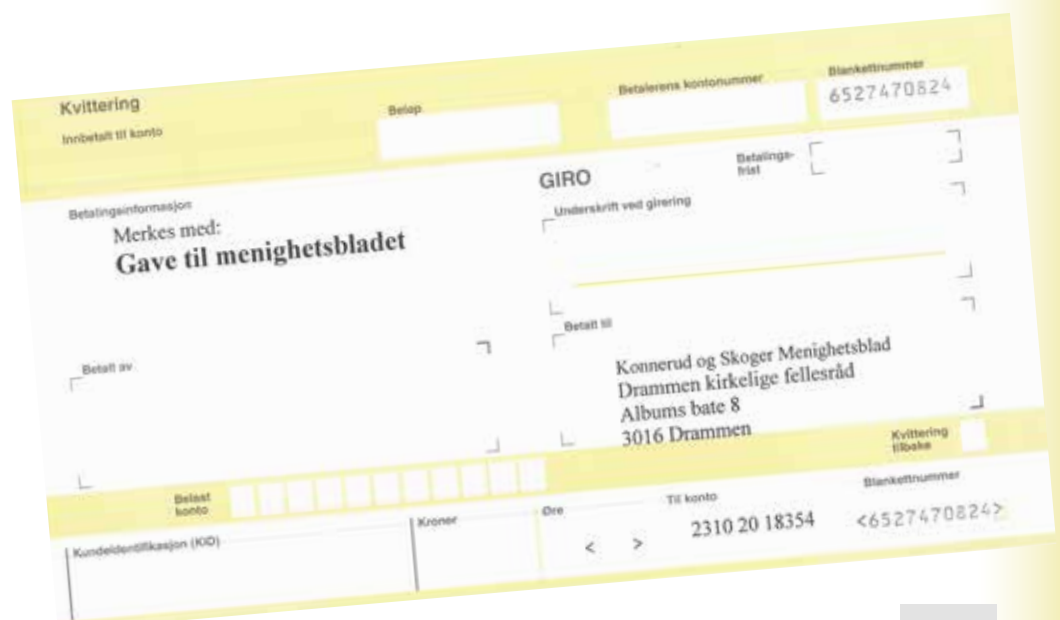 Kvittering
Innbetalt til konto
Beløp
Betalerens kontonummer
Blankettnummer
6527470824
Betalingsinformasjon
Merkes med:
Gave til menighetsbladet
GIRO
Betalings-
frist
Underskrift ved girering
Betalt av
Betalt til
Konnerud og Skoger Menighetsblad
Drammen kirkelige fellesråd
Albums bate 8
3016 Drammen
Belast
konto
Kvittering
tilbake
Kundeidentifikasjon (KID)
Kroner
Øre
Til konto
Blankettnummer
< >
2310 20 18354
<6527470824>